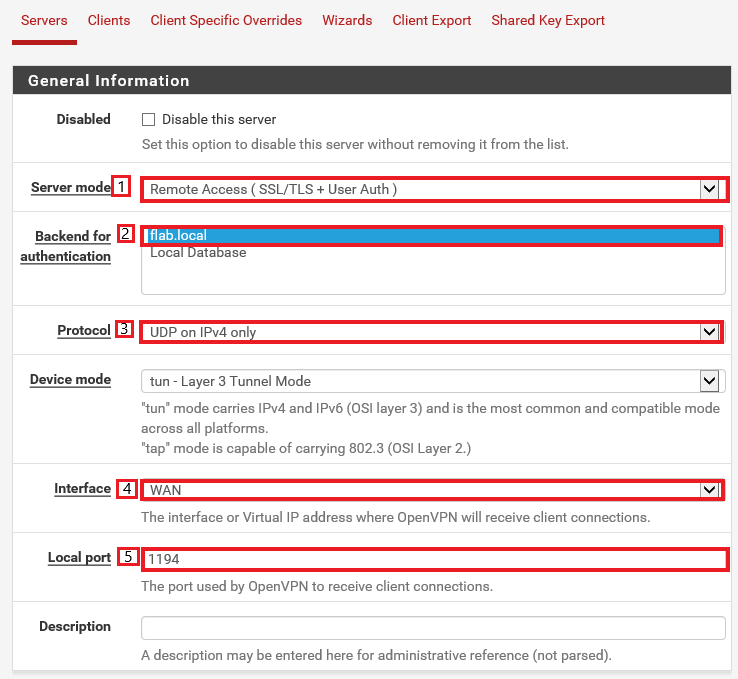 Servers Clients Client Specific Overrides Wizards Client Export Shared Key Export
General Information
Disabled Disable this server
Set this option to disable this server without removing it from the list.
Server mode 1 Remote Access ( SSL/TLS + User Auth )
Backend for authentication 2 flab.local
Local Database
Protocol 3 UDP on IPv4 only
Device mode tun - Layer 3 Tunnel Mode
"tun" mode carries IPv4 and IPv6 (OSI layer 3) and is the most common and compatible mode
across all platforms.
"tap" mode is capable of carrying 802.3 (OSI Layer 2.)
Interface 4 WAN
The interface or Virtual IP address where OpenVPN will receive client connections.
Local port 5 1194
The port used by OpenVPN to receive client connections.
Description
A description may be entered here for administrative reference (not parsed).